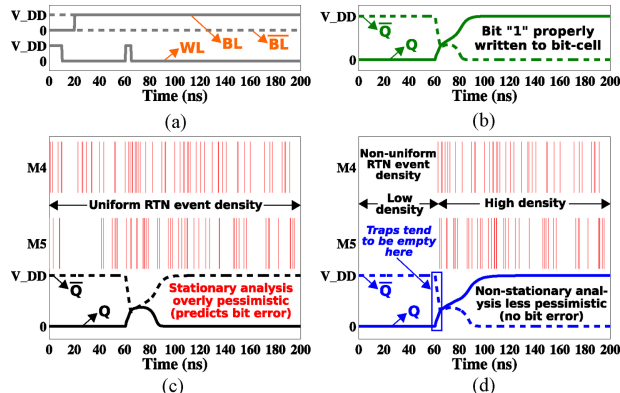 V_DD
0
V_DD
0
WL
BL
BL
0 20 40 60 80 100 120 140 160 180 200
Time (ns)
(a)
V_DD
0
Q
Q
Bit "1" properly
written to bit-cell
0 20 40 60 80 100 120 140 160 180 200
Time (ns)
(b)
M4
Uniform RTN event density
M5
V_DD
0
Q
Q
Stationary analysis
overly pessimistic
(predicts bit error)
0 20 40 60 80 100 120 140 160 180 200
Time (ns)
(c)
M4
Non-uniform
RTN event
density
Low
density
High density
M5
Traps tend
to be empty
here
V_DD
0
Q
Q
Non-stationary anal-
ysis less pessimistic
(no bit error)
0 20 40 60 80 100 120 140 160 180 200
Time (ns)
(d)